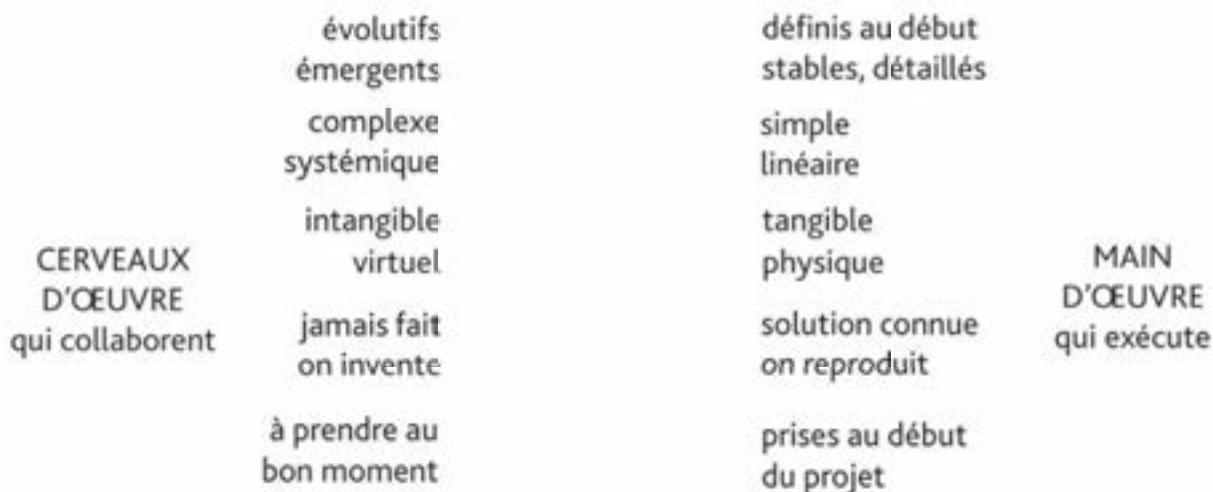 évolutifs
émergents
complexe
systémique
intangible
virtuel
jamais fait
on invente
à prendre au
bon moment
CERVEAUX
D'ŒUVRE
qui collaborent
définis au début
stables, détaillés
simple
linéaire
tangible
physique
solution connue
on reproduit
prises au début
du projet
MAIN
D'ŒUVRE
qui exécute